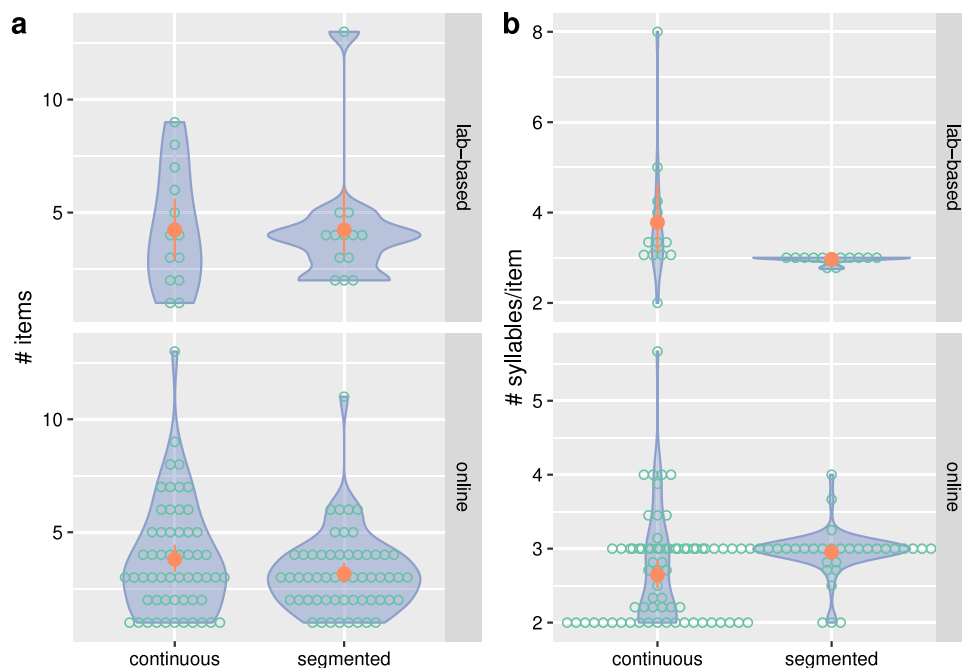 a
# items
10
5
lab−based
10
5
online
continuous
segmented
b
# syllables/item
8
6
4
2
lab−based
5
4
3
2
online
continuous
segmented